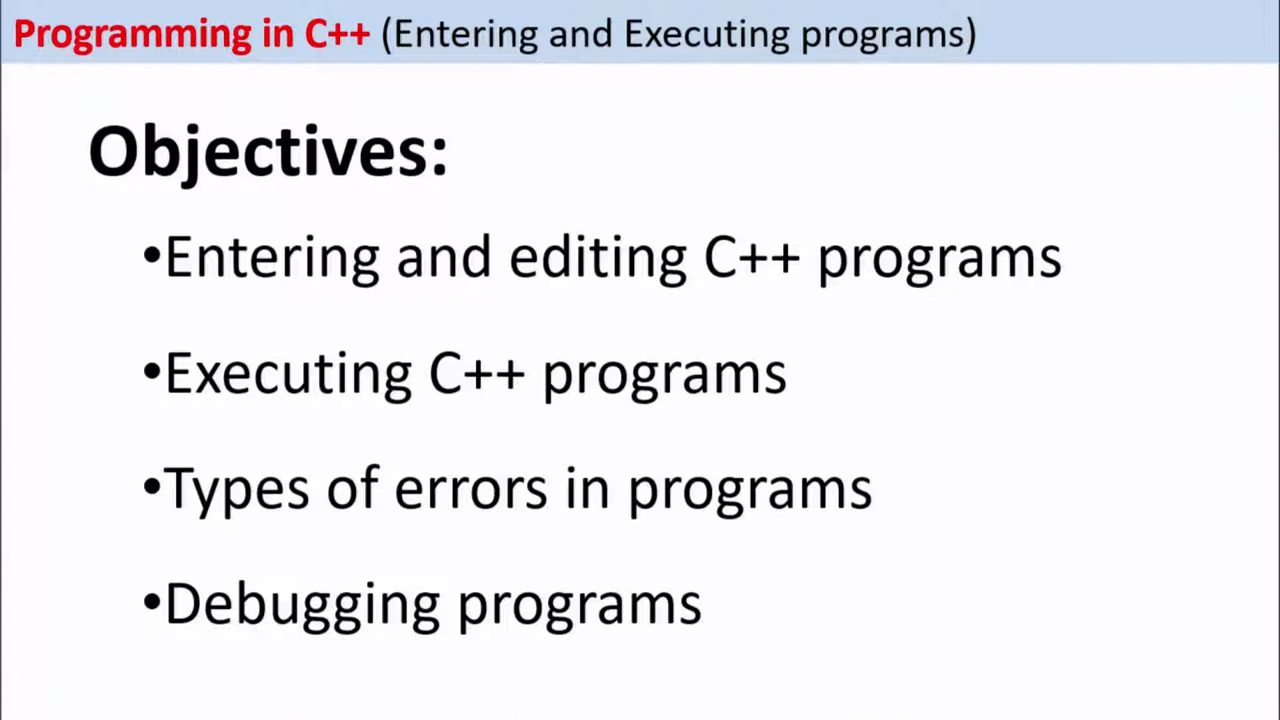 Programming in C++ (Entering and Executing programs)
Objectives:
•Entering and editing C++ programs
•Executing C++ programs
•Types of errors in programs
•Debugging programs